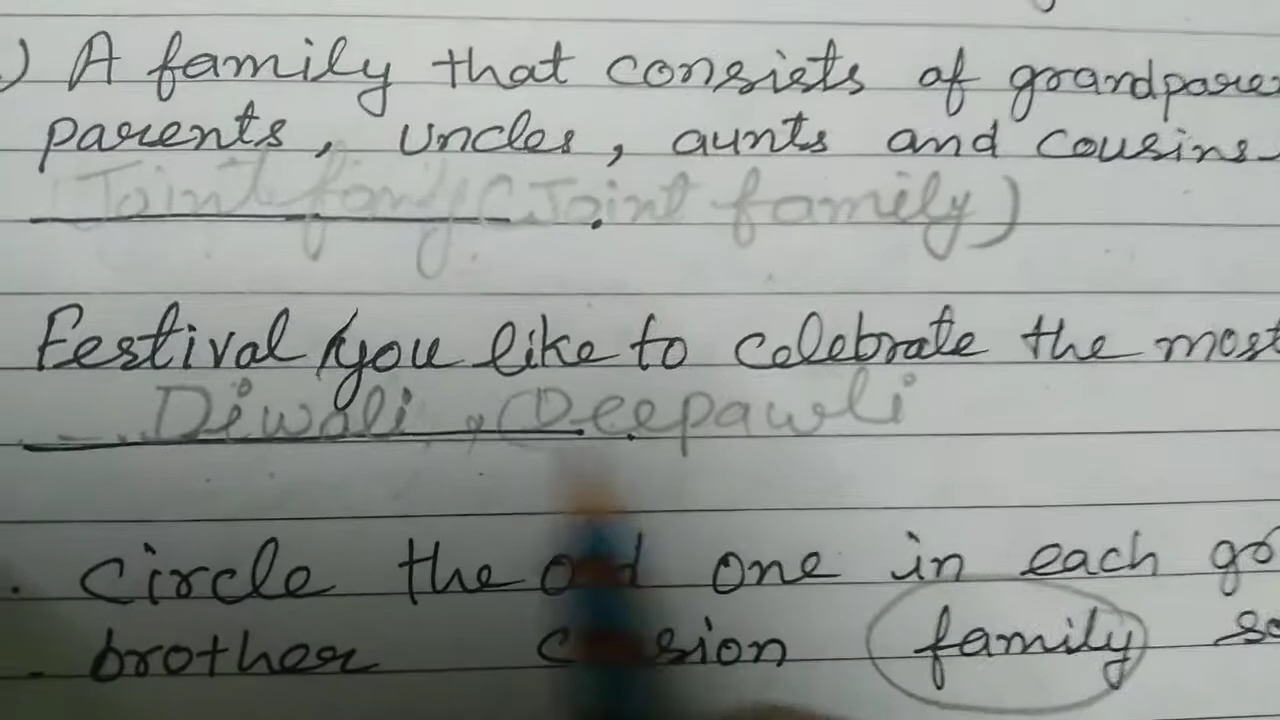 ) A family that consists of grandpare
parents, uncles, aunts and cousins
Joint family (Joint family)
Festival you like to celebrate the most
Diwali, (Deepawli
. Circle the one in each
. brother family